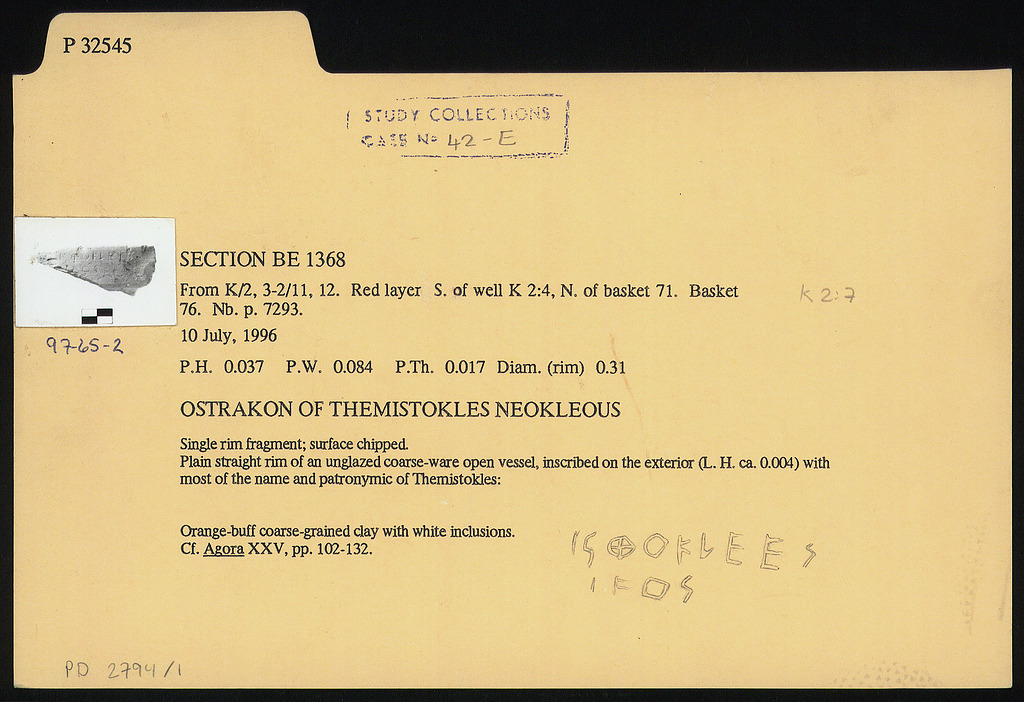 P 32545
STUDY COLLECTIONS
CASE No 42-E
SECTION BE 1368
From K/2, 3-2/11, 12. Red layer S. of well K 2:4, N. of basket 71. Basket
76. Nb. p. 7293.
K 2:7
10 July, 1996
97-65-2
P.H. 0.037 P.W. 0.084 P.Th. 0.017 Diam. (rim) 0.31
OSTRAKON OF THEMISTOKLES NEOKLEOUS
Single rim fragment; surface chipped.
Plain straight rim of an unglazed coarse-ware open vessel, inscribed on the exterior (L. H. ca. 0.004) with
most of the name and patronymic of Themistokles:
Orange-buff coarse-grained clay with white inclusions.
Cf. Agora XXV, pp. 102-132.
PD 2794/1